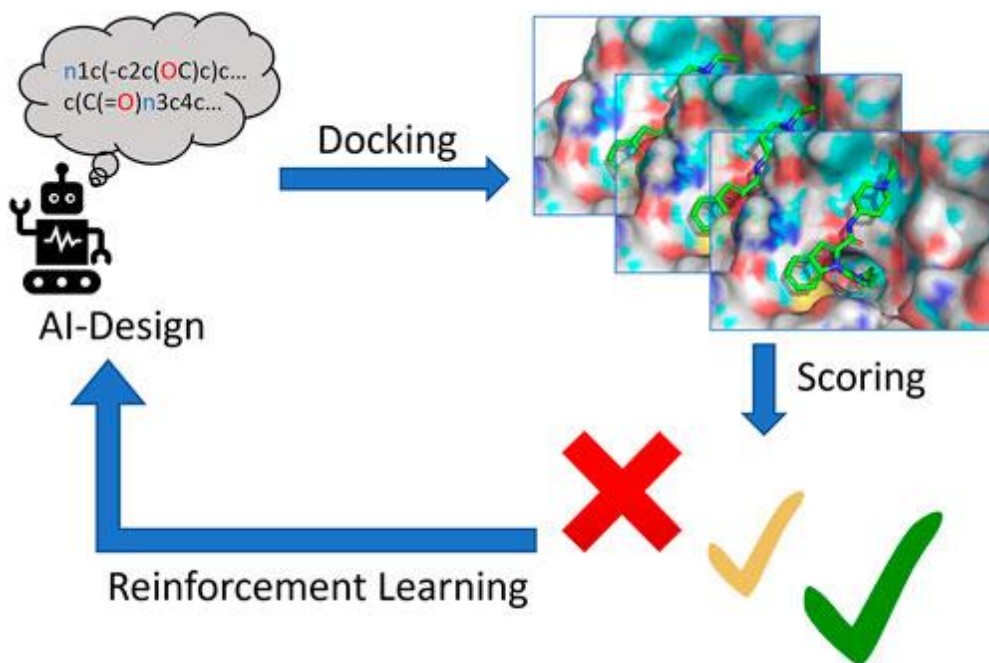 n1c(-c2c(OC)c)c...
c(C(=O)n3c4c...
Docking
AI-Design
Scoring
Reinforcement Learning